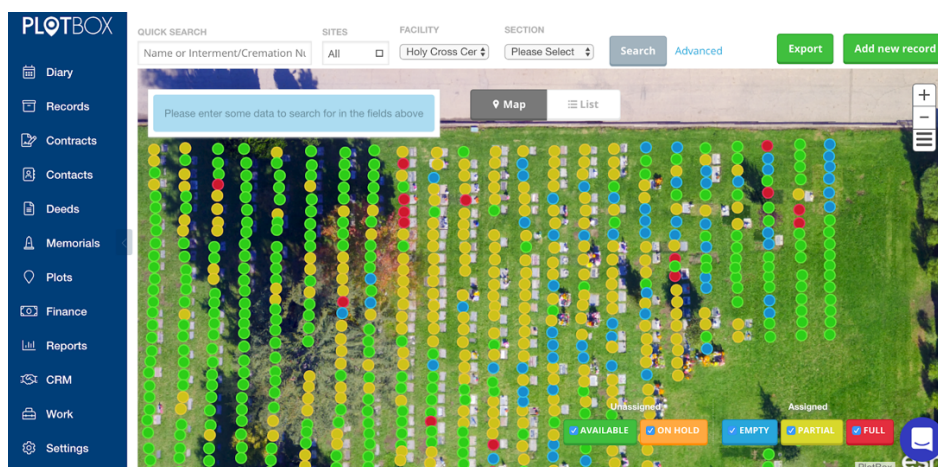 PLOTBOX
QUICK SEARCH
SITES
FACILITY
SECTION
Name or Interment/Cremation Nu
All
Holy Cross Cer
Please Select
Search
Advanced
Export
Add new record
Diary
Records
Contracts
Contacts
Deeds
Memorials
Plots
Finance
Reports
CRM
Work
Settings
Please enter some data to search for in the fields above
Map
List
+
−
Unassigned
Assigned
AVAILABLE
ON HOLD
EMPTY
PARTIAL
FULL
PlotBox